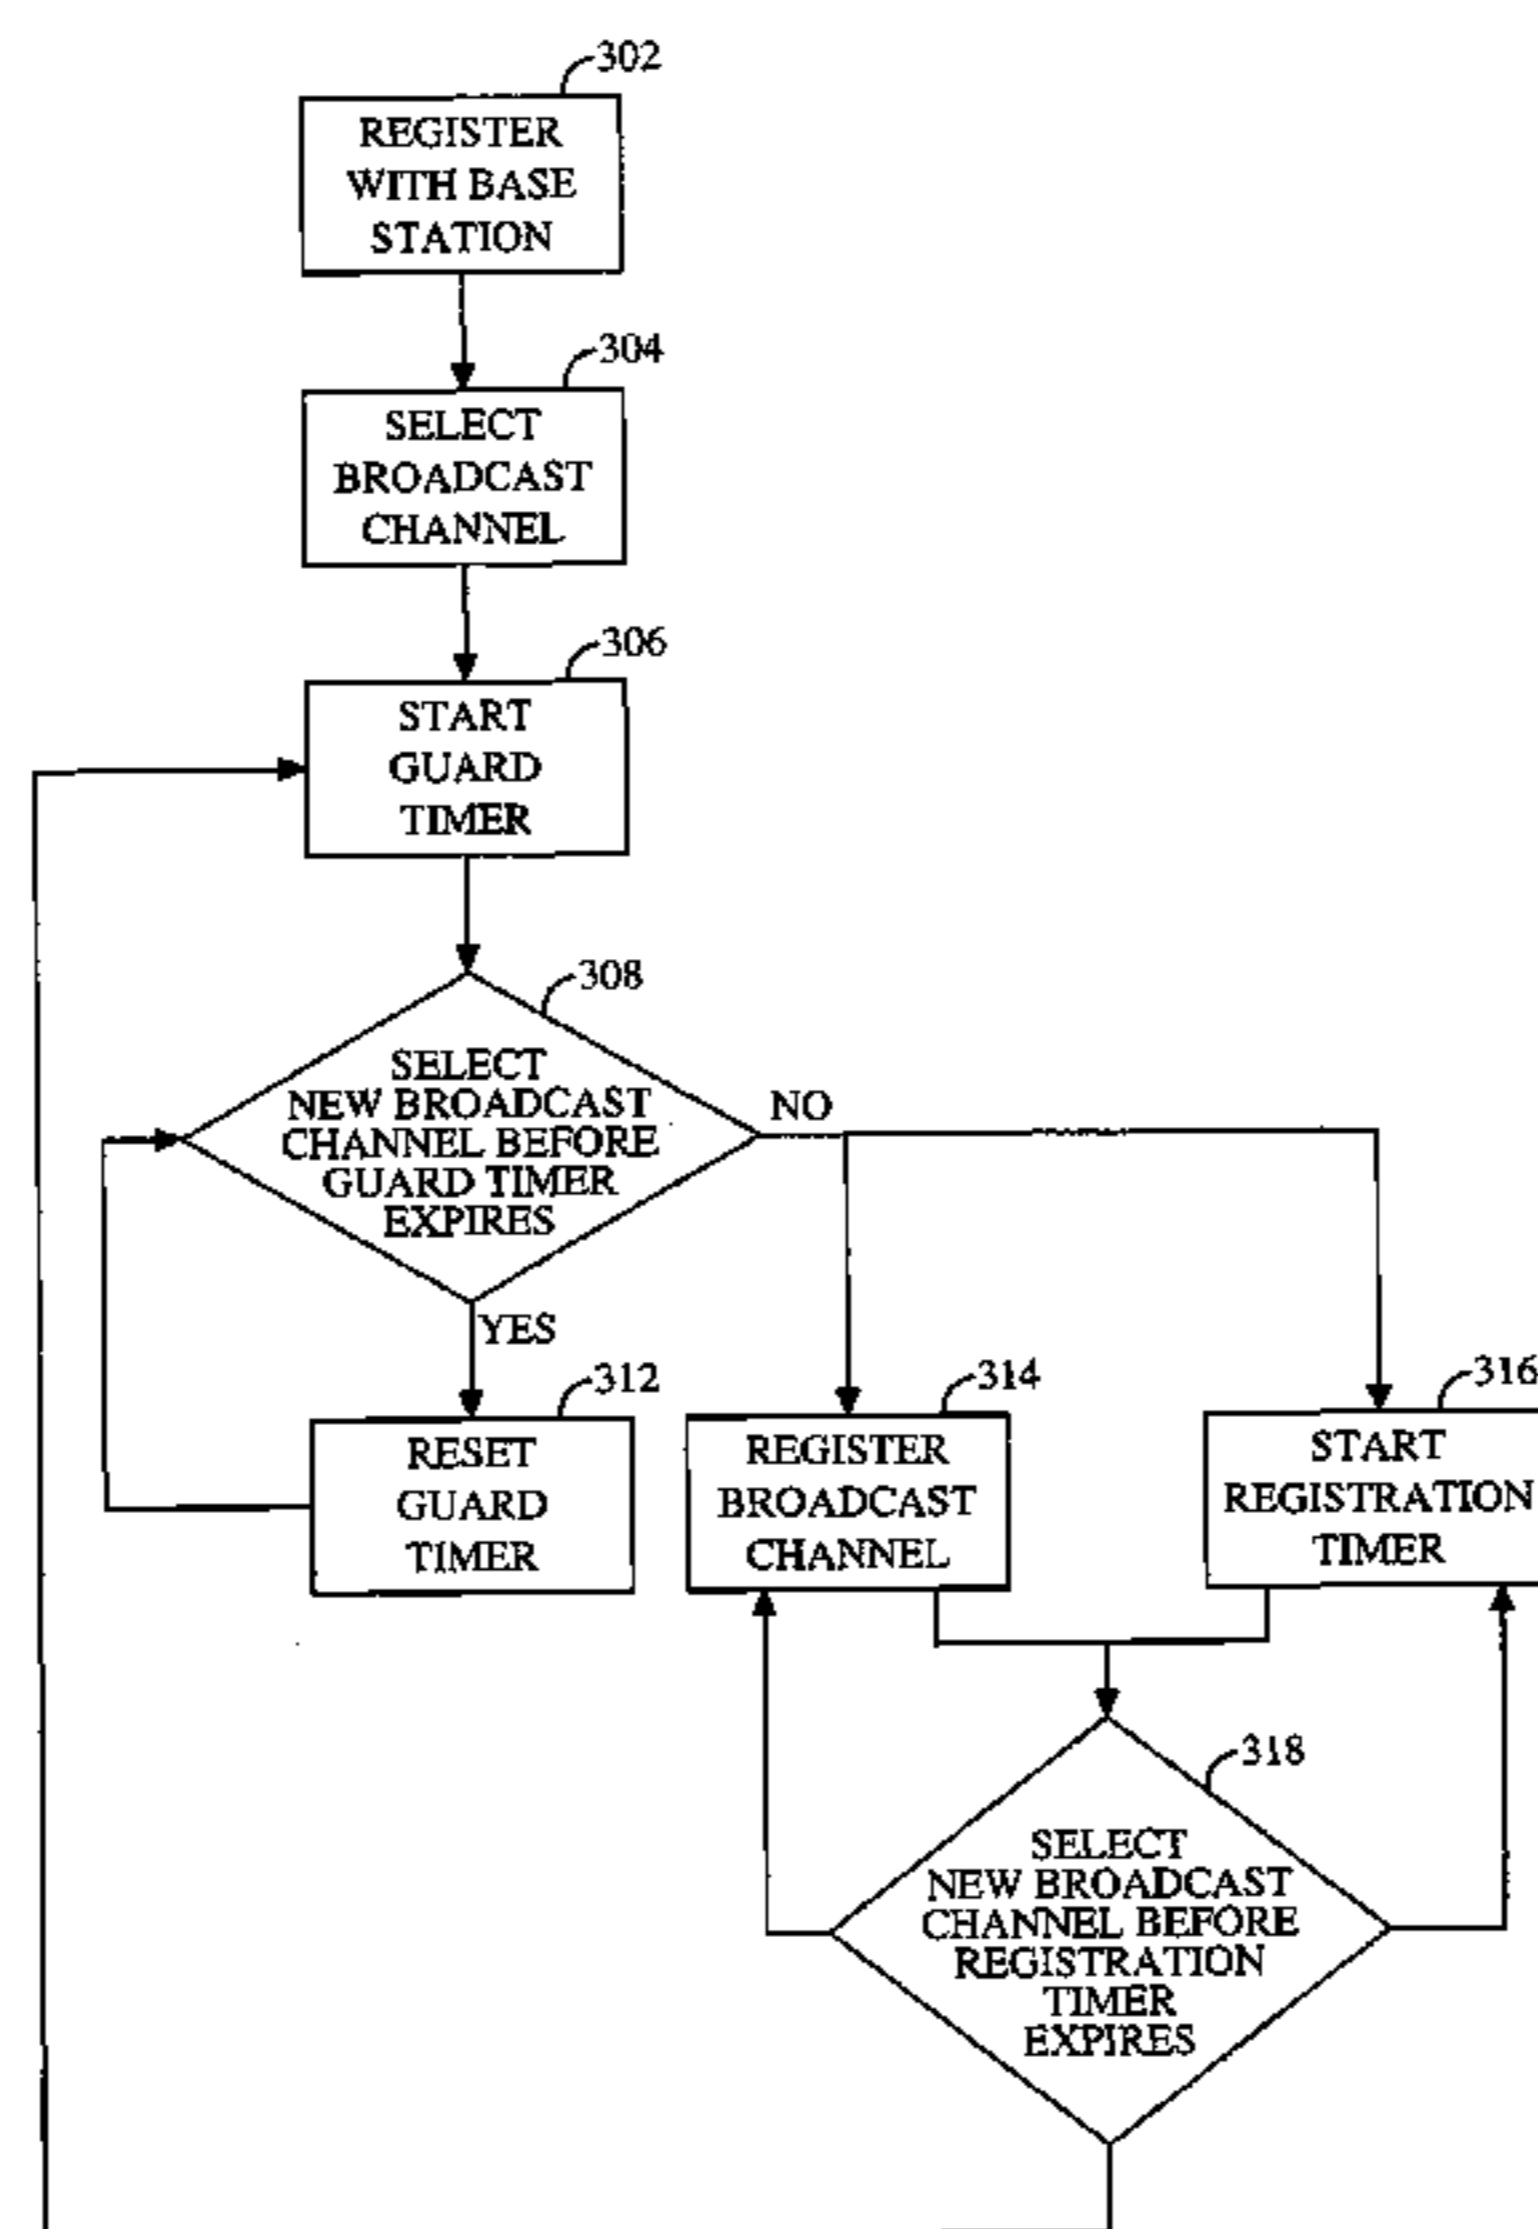 302
REGISTER
WITH BASE
STATION
304
SELECT
BROADCAST
CHANNEL
306
START
GUARD
TIMER
308
SELECT
NEW BROADCAST
CHANNEL BEFORE
GUARD TIMER
EXPIRES
NO
YES
312
RESET
GUARD
TIMER
314
REGISTER
BROADCAST
CHANNEL
316
START
REGISTRATION
TIMER
318
SELECT
NEW BROADCAST
CHANNEL BEFORE
REGISTRATION
TIMER
EXPIRES